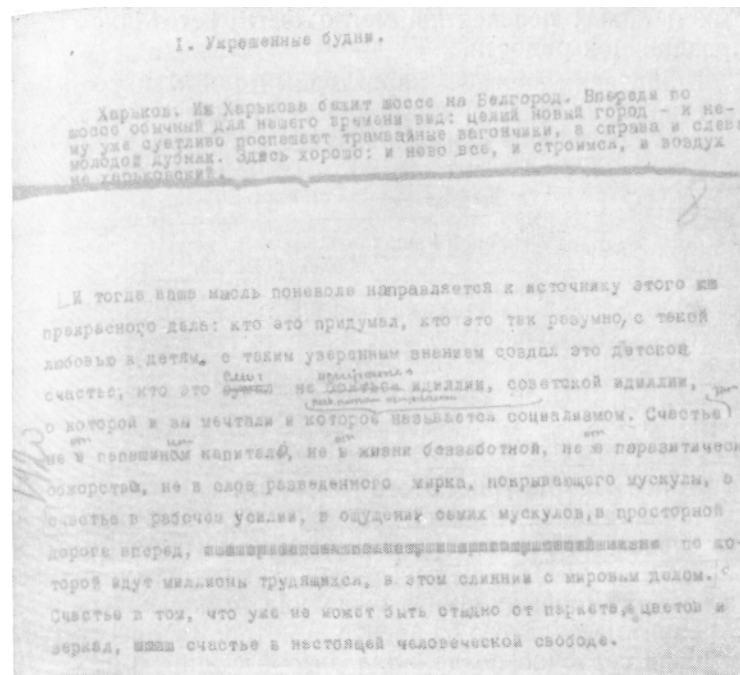 I. Украшенные будни.
Харьков. Из Харькова бежит шоссе на Белгород. Впереди по
шоссе обычный для нашего времени вид: целый новый город - и к не-
му уже суетливо поспешают трамвайные вагончики, а справа и слева
молодой дубняк. Здесь хорошо: и ново все, и строимся, и воздух
не харьковский.
8
И тогда ваша мысль поневоле направляется к источнику этого
прекрасного дела: кто это придумал, кто это так разумно, с такой
любовью к детям, с таким уверенным знанием создал это детское
счастье, кто это не идиллии, советской идиллии,
о которой и вы мечтали и которое называется социализмом. Счастье
не в папашином капитале, не в жизни беззаботной, не в паразитическ
обжорстве, не в слое разведенного жирка, покрывающего мускулы, а
счастье в рабочем усилии, в ощущении самих мускулов, в просторной
дороге вперед, по ко-
торой идут миллионы трудящихся, в этом слиянии с мировым делом.
Счастье в том, что уже не может быть стыдно от паркета, цветов и
зеркал, счастье в настоящей человеческой свободе.